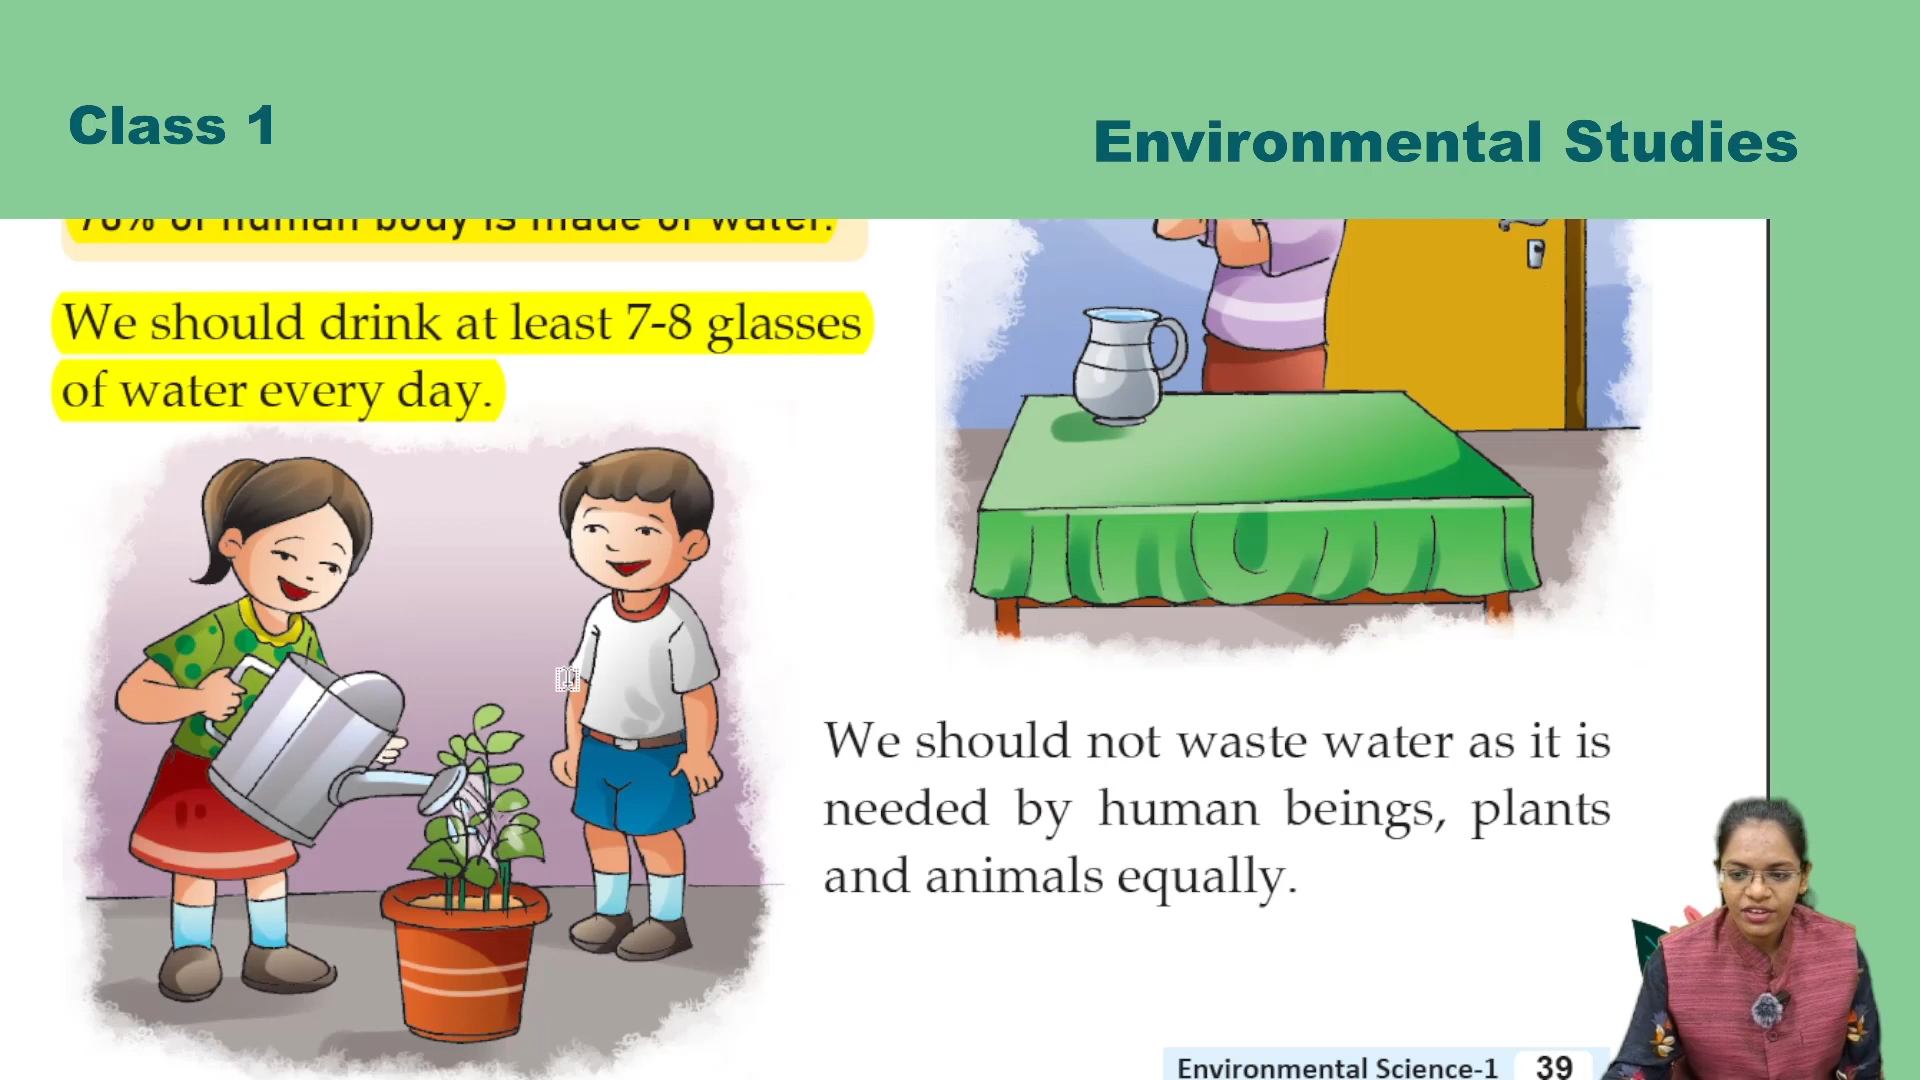 Class 1
Environmental Studies
70% of human body is made of water.
We should drink at least 7-8 glasses
of water every day.
We should not waste water as it is
needed by human beings, plants
and animals equally.
Environmental Science-1 39